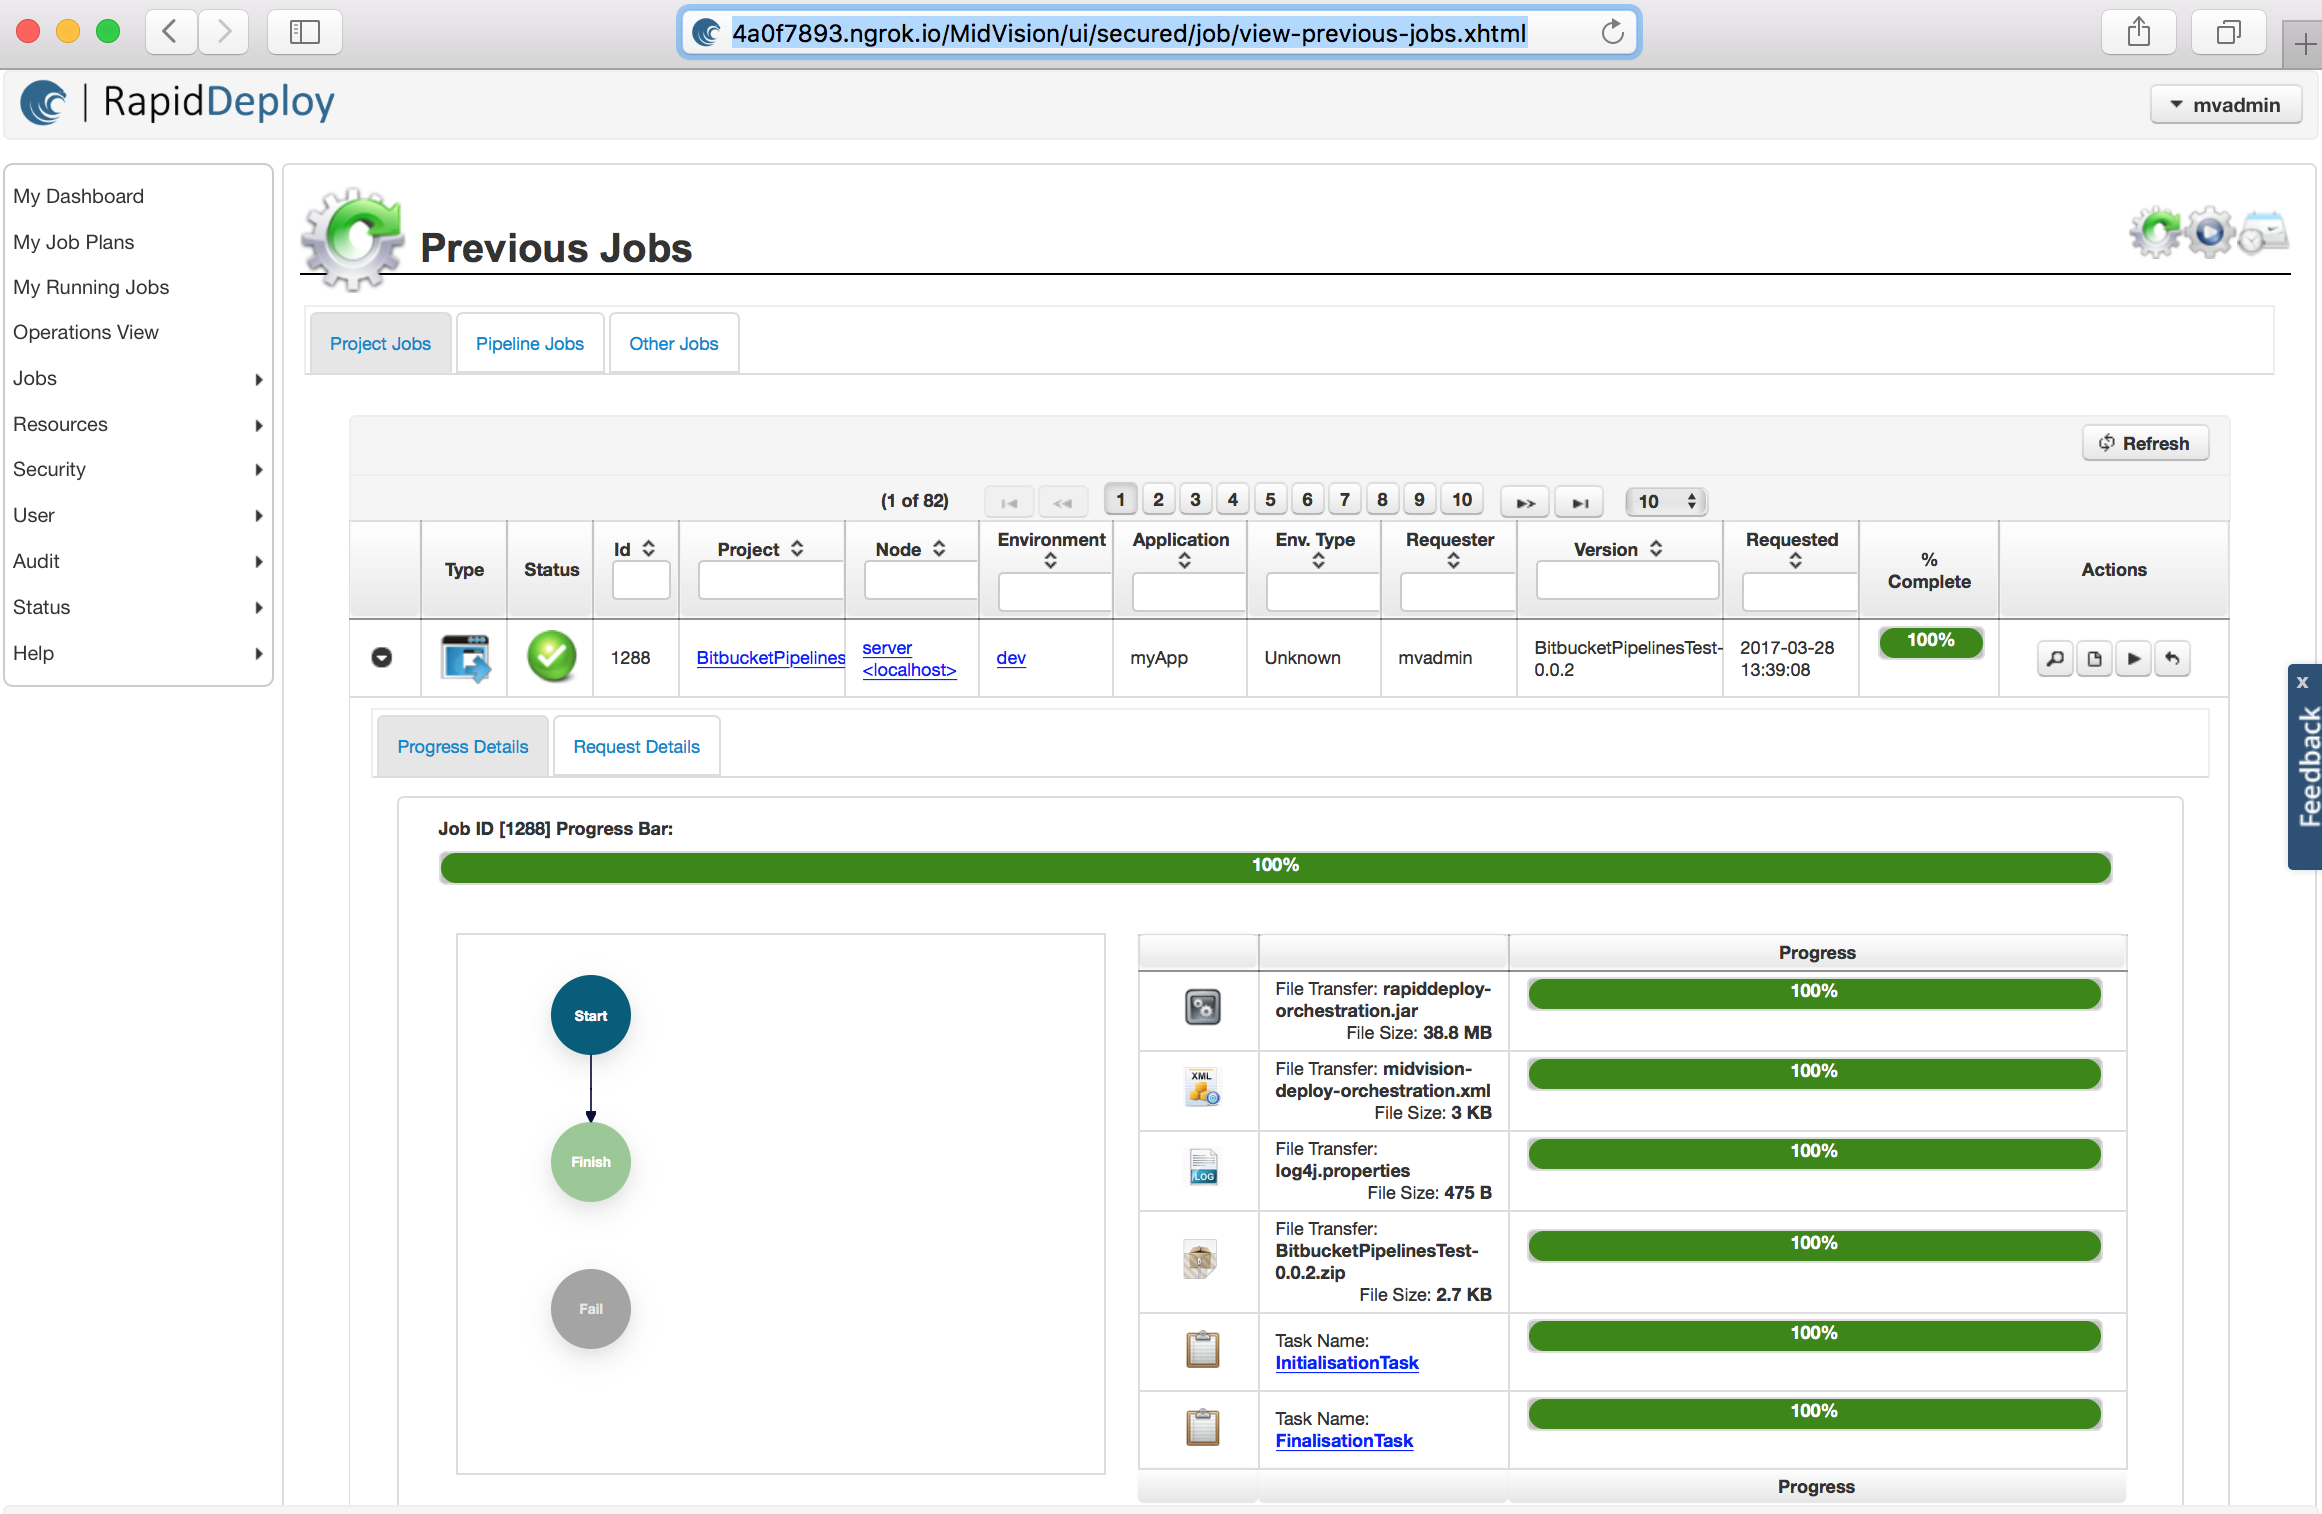 4a0f7893.ngrok.io/MidVision/ui/secured/job/view-previous-jobs.xhtml
| RapidDeploy
mvadmin
My Dashboard
My Job Plans
My Running Jobs
Operations View
Jobs
Resources
Security
User
Audit
Status
Help
Previous Jobs
Project Jobs
Pipeline Jobs
Other Jobs
Refresh
(1 of 82) 1 2 3 4 5 6 7 8 9 10 10
Type Status Id Project Node Environment Application Env. Type Requester Version Requested % Complete Actions
1288 BitbucketPipelines server <localhost> dev myApp Unknown mvadmin BitbucketPipelinesTest-0.0.2 2017-03-28 13:39:08 100%
Progress Details
Request Details
Job ID [1288] Progress Bar:
100%
Start
Finish
Fail
Progress
File Transfer: rapiddeploy-
orchestration.jar
File Size: 38.8 MB
100%
XML
File Transfer: midvision-
deploy-orchestration.xml
File Size: 3 KB
100%
LOG
File Transfer:
log4j.properties
File Size: 475 B
100%
File Transfer:
BitbucketPipelinesTest-
0.0.2.zip
File Size: 2.7 KB
100%
Task Name:
InitialisationTask
100%
Task Name:
FinalisationTask
100%
Progress
x
Feedback